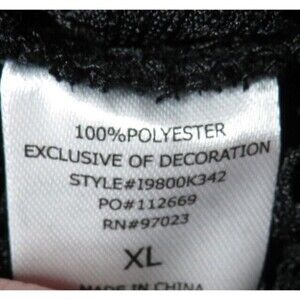 100%POLYESTER
EXCLUSIVE OF DECORATION
STYLE#I9800K342
PO#112669
RN#97023
XL
MADE IN CHINA